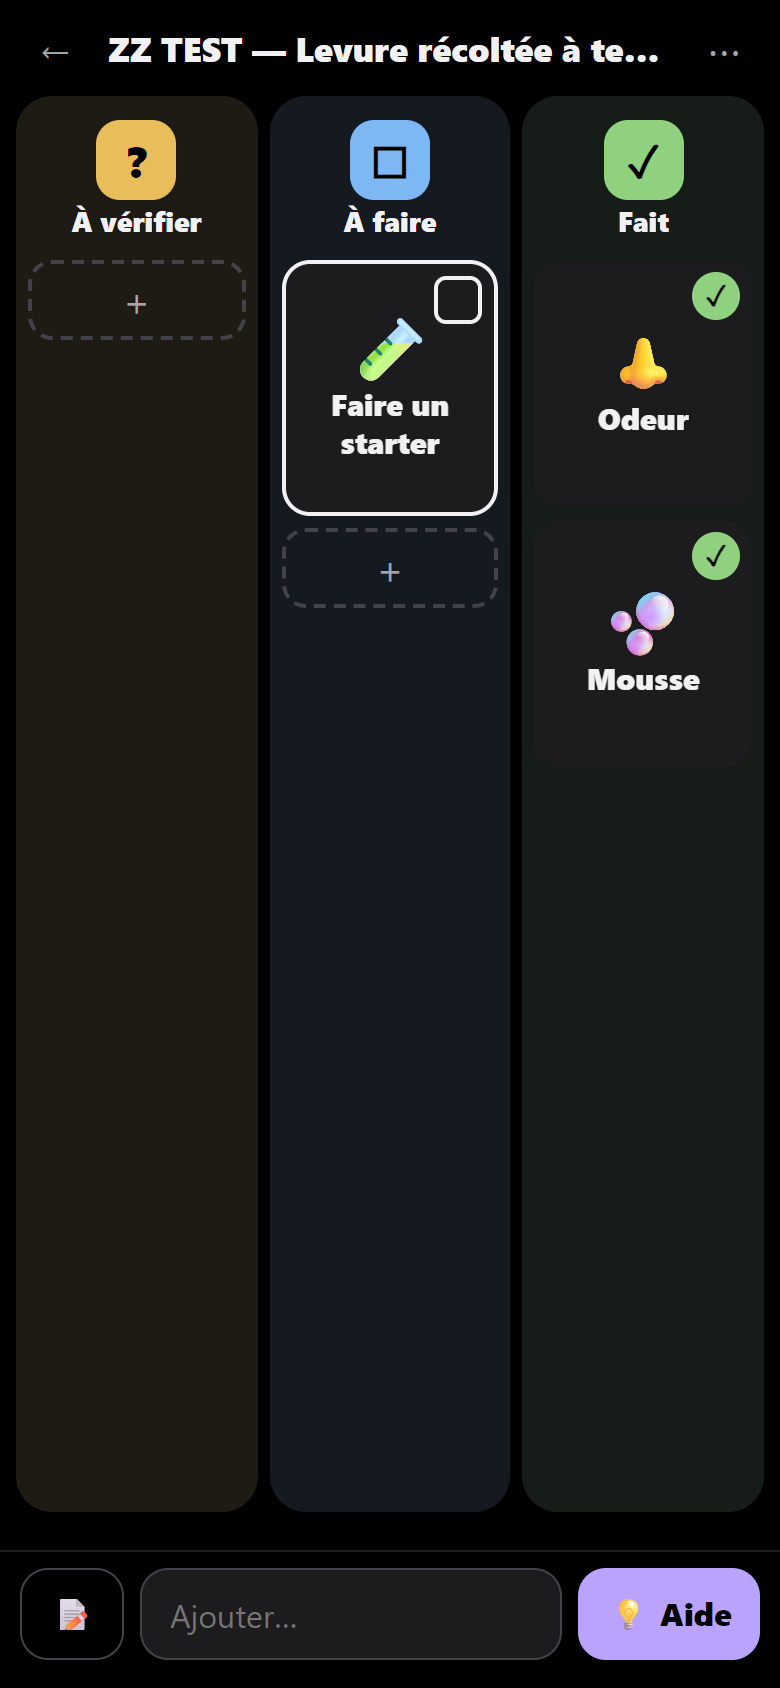 ZZ TEST — Levure récoltée à te...
?
À vérifier
+
À faire
Faire un
starter
+
Fait
Odeur
Mousse
Ajouter...
Aide